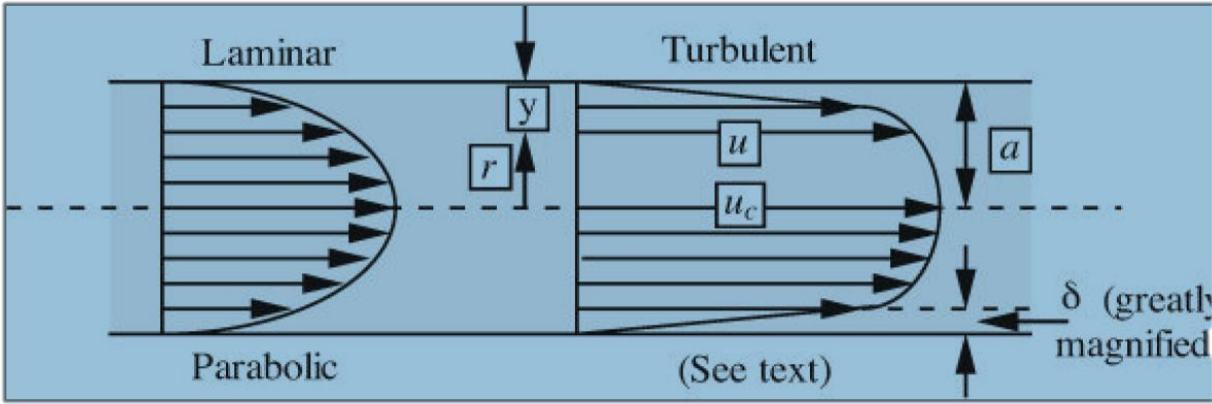 Laminar
Turbulent
y
r
u
a
u_c
δ (greatly
magnified
Parabolic
(See text)